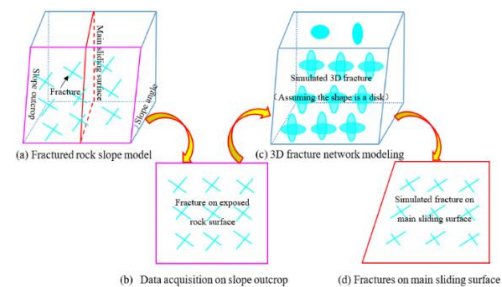 Main sliding surface
Slope outcrop
Fracture
Slope angle
(a) Fractured rock slope model
Simulated 3D fracture
(Assuming the shape is a disk)
(c) 3D fracture network modeling
Fracture on exposed
rock surface
(b) Data acquisition on slope outcrop
Simulated fracture on
main sliding surface
(d) Fractures on main sliding surface